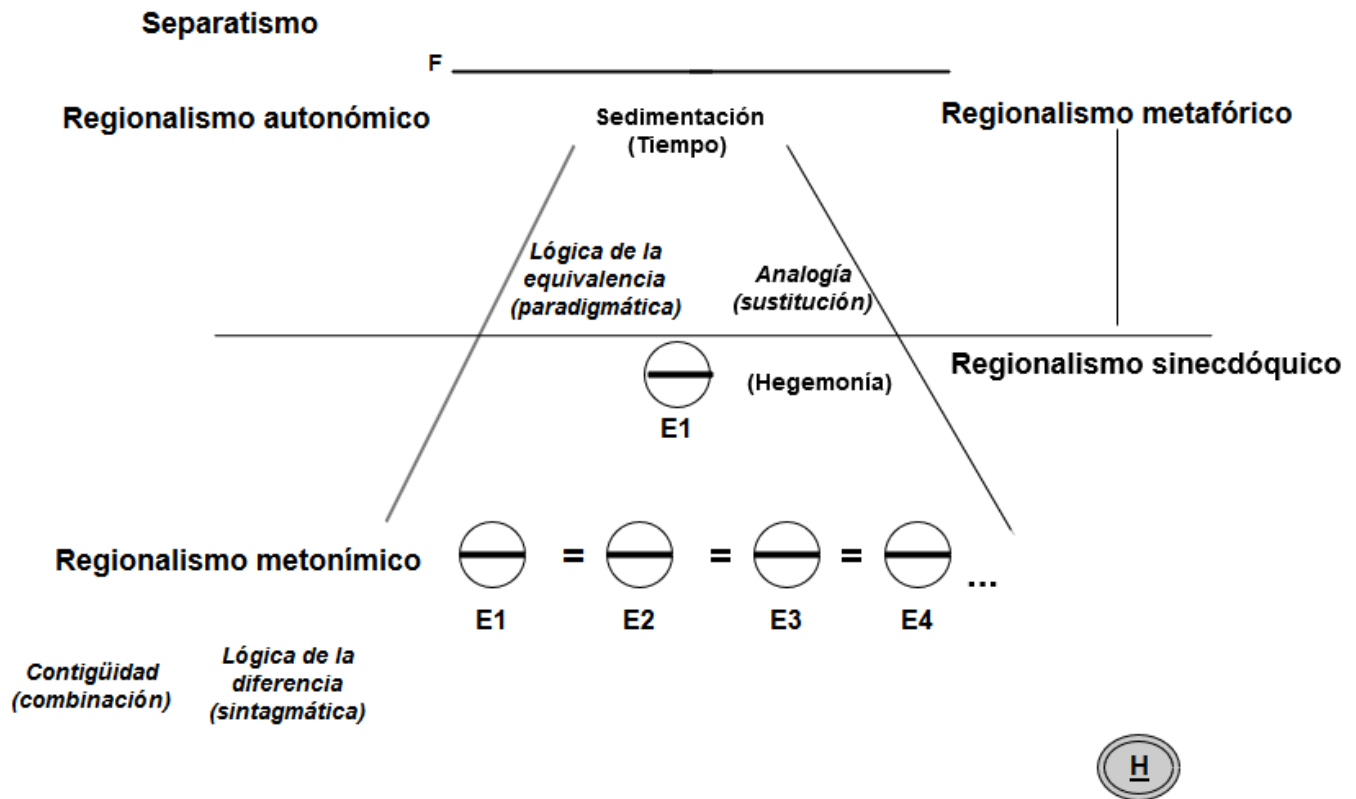 Separatismo
F
Regionalismo autonómico
Sedimentación
(Tiempo)
Regionalismo metafórico
Lógica de la
equivalencia
(paradigmática)
Analogía
(sustitución)
(Hegemonía)
Regionalismo sinecdóquico
E1
Regionalismo metonímico
= = = ...
E1 E2 E3 E4
Contigüidad
(combinación)
Lógica de la
diferencia
(sintagmática)
H